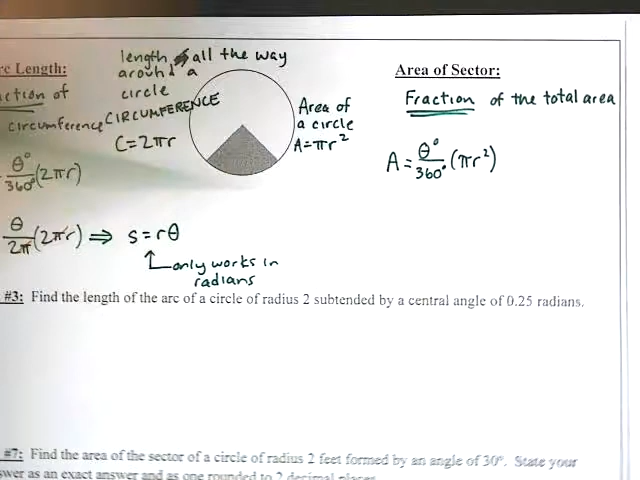 length all the way
around a
circle
CIRCUMFERENCE
C=2πr
Length:
of
circumference
θ°/360° (2πr)
θ/2π (2πr) ⇒ s=rθ
only works in
radians
Area of
a circle
A=πr²
Area of Sector:
Fraction of the total area
A=θ°/360° (πr²)
#3: Find the length of the arc of a circle of radius 2 subtended by a central angle of 0.25 radians.
#7: Find the area of the sector of a circle of radius 2 feet formed by an angle of 30°. State your
as an exact answer and as one rounded to 2 decimal places